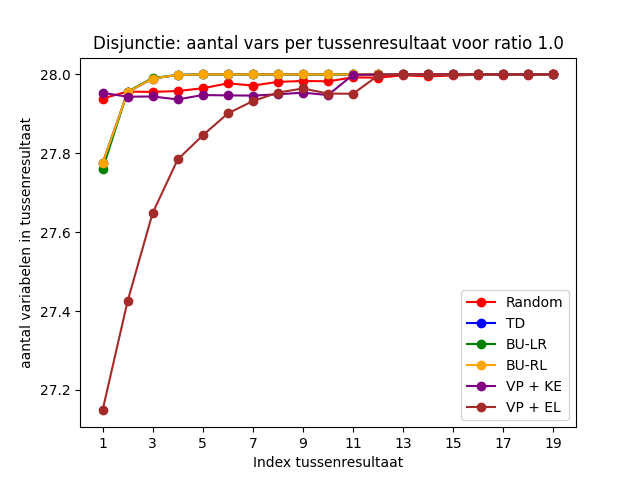 Disjunctie: aantal vars per tussenresultaat voor ratio 1.0
aantal variabelen in tussenresultaat
28.0
27.8
27.6
27.4
27.2
Random
TD
BU-LR
BU-RL
VP + KE
VP + EL
1 3 5 7 9 11 13 15 17 19
Index tussenresultaat